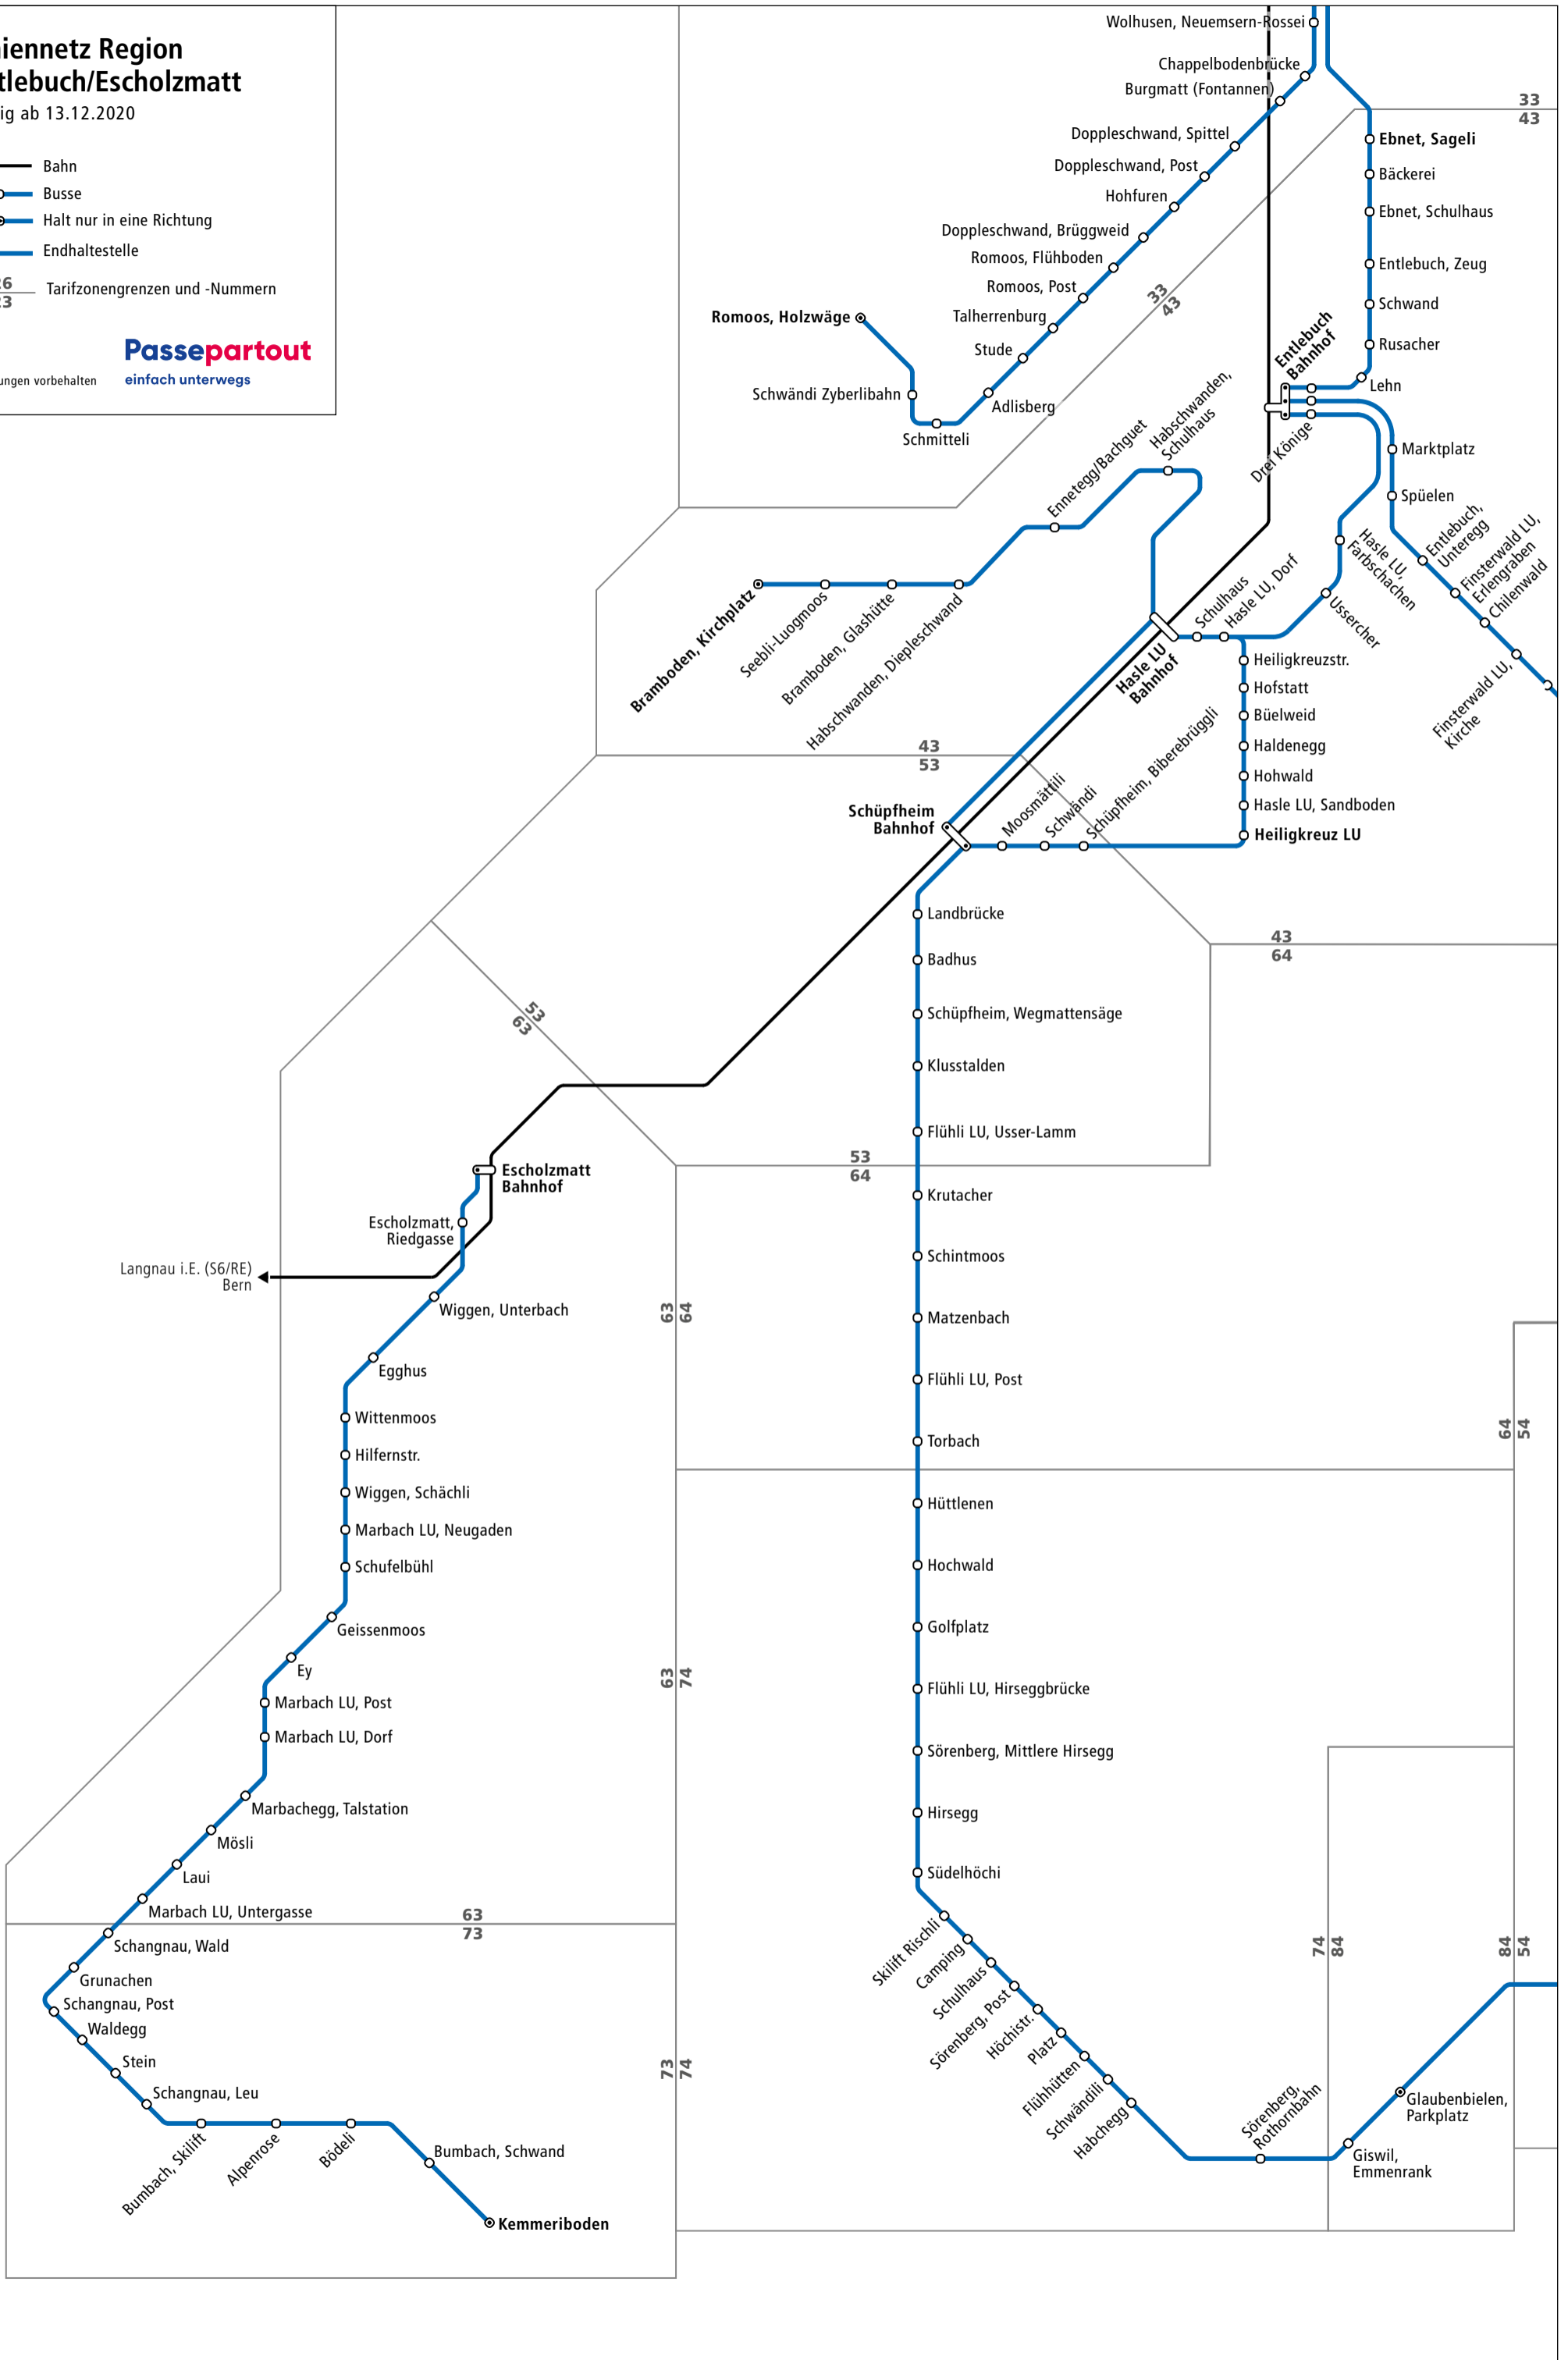 iennetz Region
tlebuch/Escholzmatt
ig ab 13.12.2020
Bahn
Busse
Halt nur in eine Richtung
Endhaltestelle
26
23
Tarifzonengrenzen und -Nummern
Passepartout
einfach unterwegs
ungen vorbehalten
Wolhusen, Neuemsern-Rossei
Chappelbodenbrücke
Burgmatt (Fontannen)
Doppleschwand, Spittel
Doppleschwand, Post
Hohfuren
Doppleschwand, Brüggweid
Romoos, Flühboden
Romoos, Post
Talherrenburg
Stude
Adlisberg
Schmitteli
Schwändi Zyberlibahn
Romoos, Holzwäge
33
43
33
43
Ebnet, Sageli
Bäckerei
Ebnet, Schulhaus
Entlebuch, Zeug
Schwand
Rusacher
Lehn
Entlebuch
Bahnhof
Drei Könige
Marktplatz
Spüelen
Entlebuch,
Unteregg
Finsterwald LU,
Erlengraben
Chilenwald
Finsterwald LU,
Kirche
Hasle LU,
Farbschachen
Ussercher
Hasle LU, Dorf
Schulhaus
Hasle LU
Bahnhof
Habschwanden,
Schulhaus
Ennetegg/Bachguet
Habschwanden, Diepleschwand
Bramboden, Glashütte
Seebli-Luogmoos
Bramboden, Kirchplatz
Heiligkreuzstr.
Hofstatt
Büelweid
Haldenegg
Hohwald
Hasle LU, Sandboden
Heiligkreuz LU
Schüpfheim, Biberebrüggli
Schwändi
Moosmättili
43
53
Schüpfheim
Bahnhof
43
64
Landbrücke
Badhus
Schüpfheim, Wegmattensäge
Klusstalden
Flühli LU, Usser-Lamm
53
64
Krutacher
Schintmoos
Matzenbach
Flühli LU, Post
Torbach
Hüttlenen
Hochwald
Golfplatz
Flühli LU, Hirseggbrücke
Sörenberg, Mittlere Hirsegg
Hirsegg
Südelhöchi
Skilift Rischli
Camping
Schulhaus
Sörenberg, Post
Höchistr.
Platz
Flühhütten
Schwändili
Habchegg
Sörenberg,
Rothornbahn
Giswil,
Emmenrank
Glaubenbielen,
Parkplatz
53
63
63
64
64
54
63
74
74
84
84
54
73
74
Escholzmatt
Bahnhof
Escholzmatt,
Riedgasse
Langnau i.E. (S6/RE)
Bern
Wiggen, Unterbach
Egghus
Wittenmoos
Hilfernstr.
Wiggen, Schächli
Marbach LU, Neugaden
Schufelbühl
Geissenmoos
Ey
Marbach LU, Post
Marbach LU, Dorf
Marbachegg, Talstation
Mösli
Laui
Marbach LU, Untergasse
63
73
Schangnau, Wald
Grunachen
Schangnau, Post
Waldegg
Stein
Schangnau, Leu
Bumbach, Skilift
Alpenrose
Bödeli
Bumbach, Schwand
Kemmeriboden